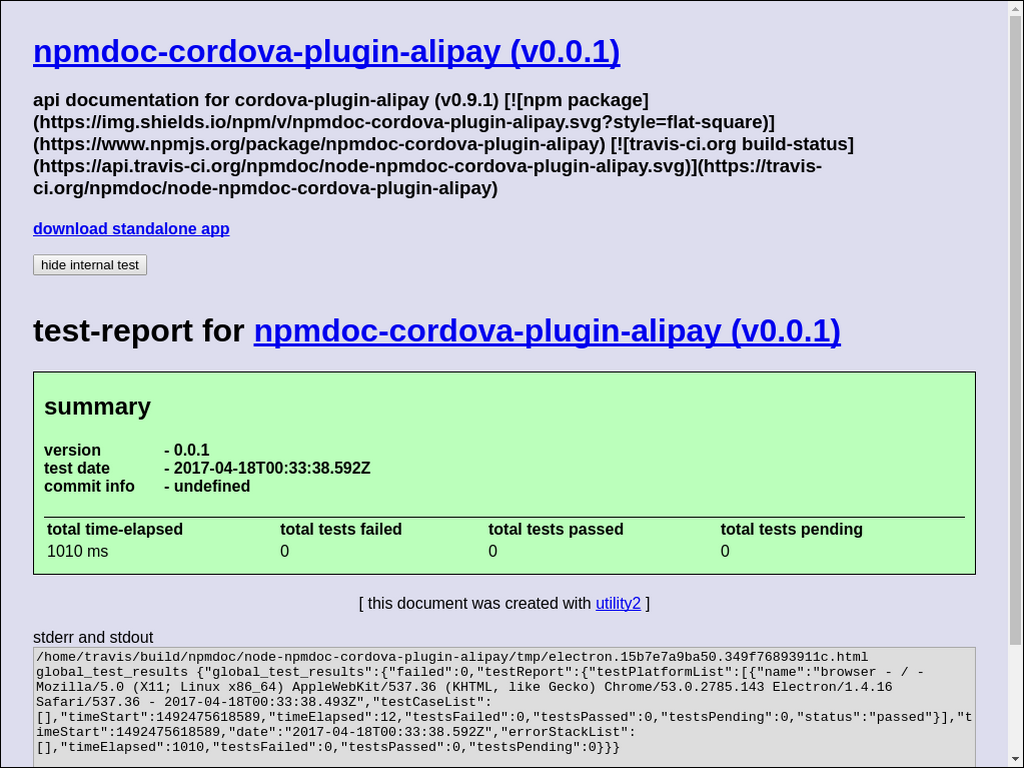 npmdoc-cordova-plugin-alipay (v0.0.1)
api documentation for cordova-plugin-alipay (v0.9.1) [![npm package]
(https://img.shields.io/npm/v/npmdoc-cordova-plugin-alipay.svg?style=flat-square)]
(https://www.npmjs.org/package/npmdoc-cordova-plugin-alipay) [![travis-ci.org build-status]
(https://api.travis-ci.org/npmdoc/node-npmdoc-cordova-plugin-alipay.svg)](https://travis-
ci.org/npmdoc/node-npmdoc-cordova-plugin-alipay)
download standalone app
hide internal test
test-report for npmdoc-cordova-plugin-alipay (v0.0.1)
summary
version - 0.0.1
test date - 2017-04-18T00:33:38.592Z
commit info - undefined
total time-elapsed total tests failed total tests passed total tests pending
1010 ms 0 0 0
[ this document was created with utility2 ]
stderr and stdout
/home/travis/build/npmdoc/node-npmdoc-cordova-plugin-alipay/tmp/electron.15b7e7a9ba50.349f76893911c.html
global_test_results {"global_test_results":{"failed":0,"testReport":{"testPlatformList":[{"name":"browser - / -
Mozilla/5.0 (X11; Linux x86_64) AppleWebKit/537.36 (KHTML, like Gecko) Chrome/53.0.2785.143 Electron/1.4.16
Safari/537.36 - 2017-04-18T00:33:38.493Z","testCaseList":
[],"timeStart":1492475618589,"timeElapsed":12,"testsFailed":0,"testsPassed":0,"testsPending":0,"status":"passed"}],"t
imeStart":1492475618589,"date":"2017-04-18T00:33:38.592Z","errorStackList":
[],"timeElapsed":1010,"testsFailed":0,"testsPassed":0,"testsPending":0}}}